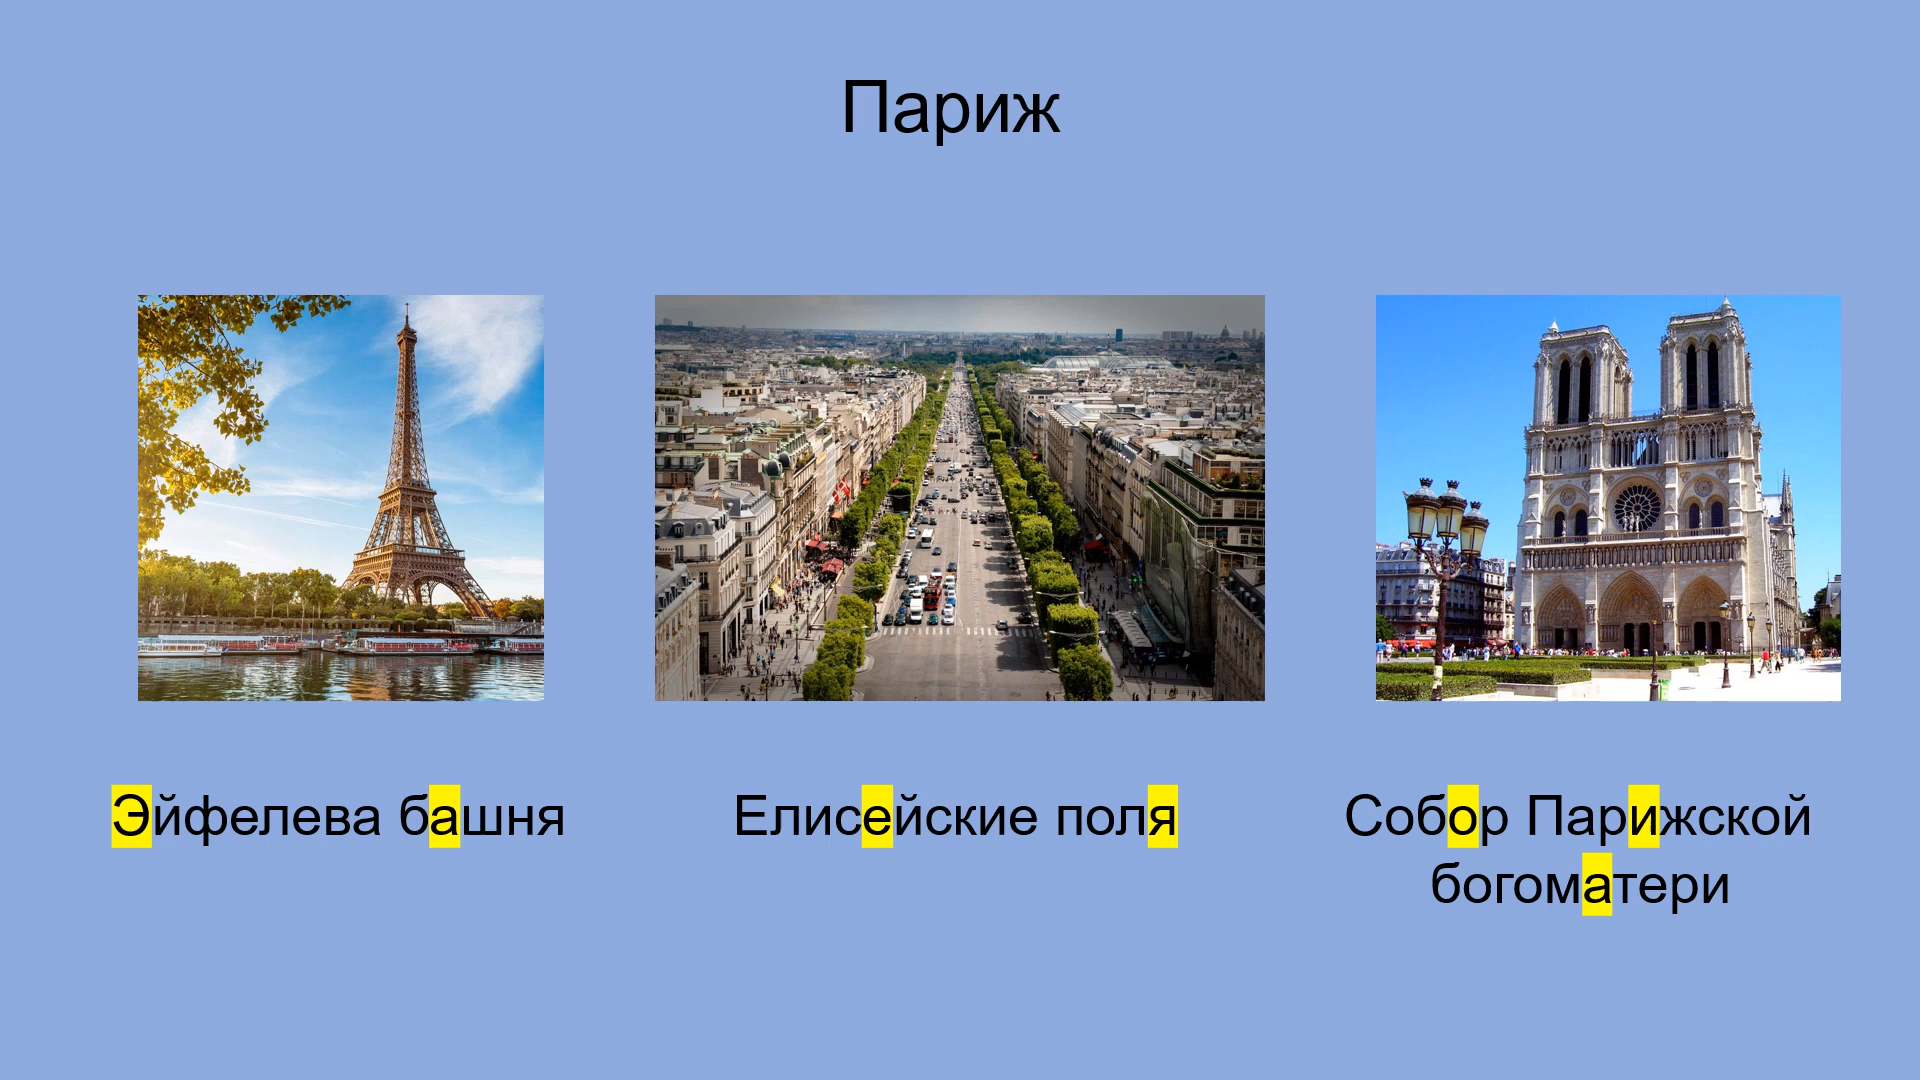 Париж
Эйфелева башня
Елисейские поля
Собор Парижской
богоматери